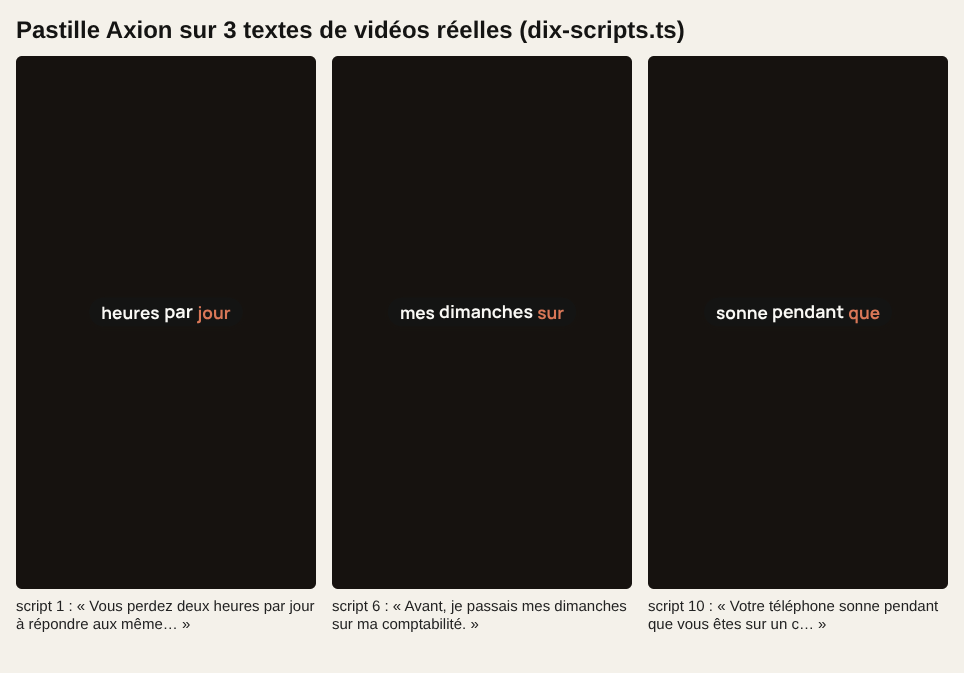 Pastille Axion sur 3 textes de vidéos réelles (dix-scripts.ts)
heures par jour
mes dimanches sur
sonne pendant que
script 1 : « Vous perdez deux heures par jour
à répondre aux même… »
script 6 : « Avant, je passais mes dimanches
sur ma comptabilité. »
script 10 : « Votre téléphone sonne pendant
que vous êtes sur un c… »